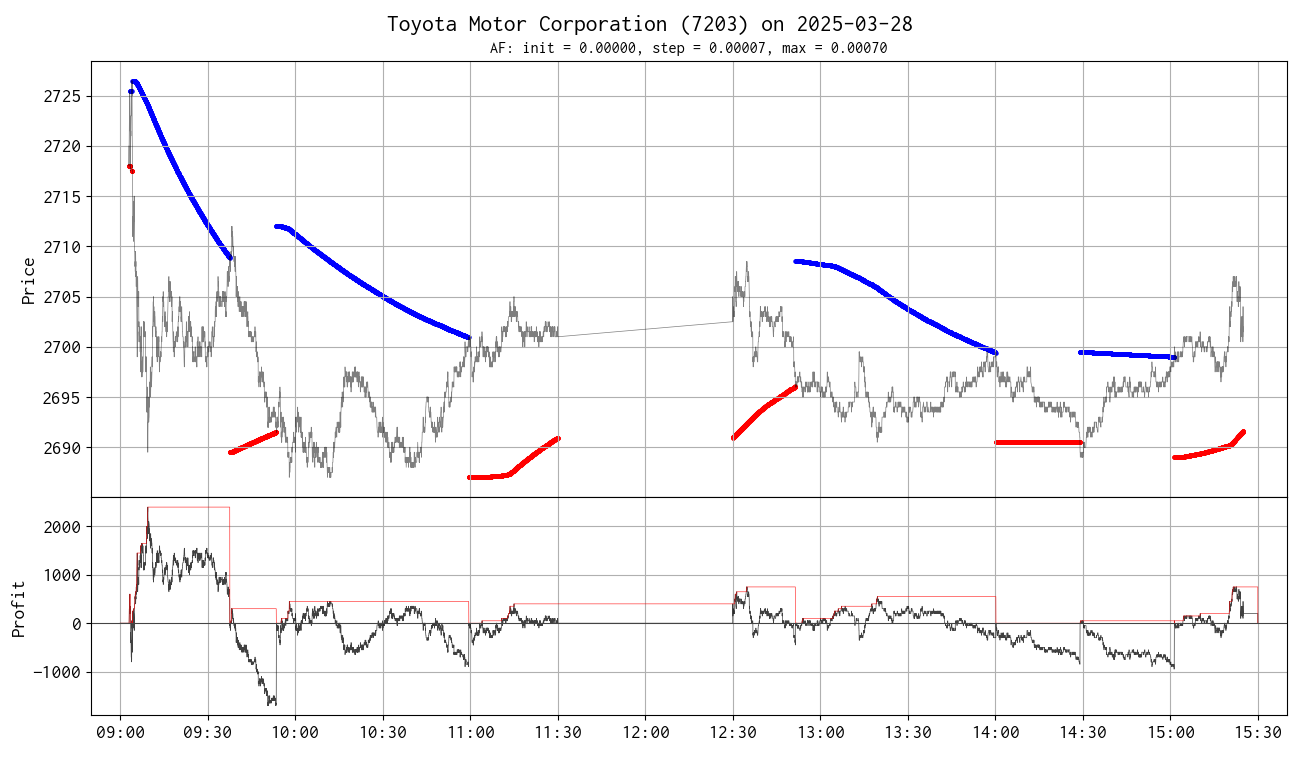 Toyota Motor Corporation (7203) on 2025-03-28
AF: init = 0.00000, step = 0.00007, max = 0.00070
Price
2725
2720
2715
2710
2705
2700
2695
2690
Profit
2000
1000
0
−1000
09:00 09:30 10:00 10:30 11:00 11:30 12:00 12:30 13:00 13:30 14:00 14:30 15:00 15:30